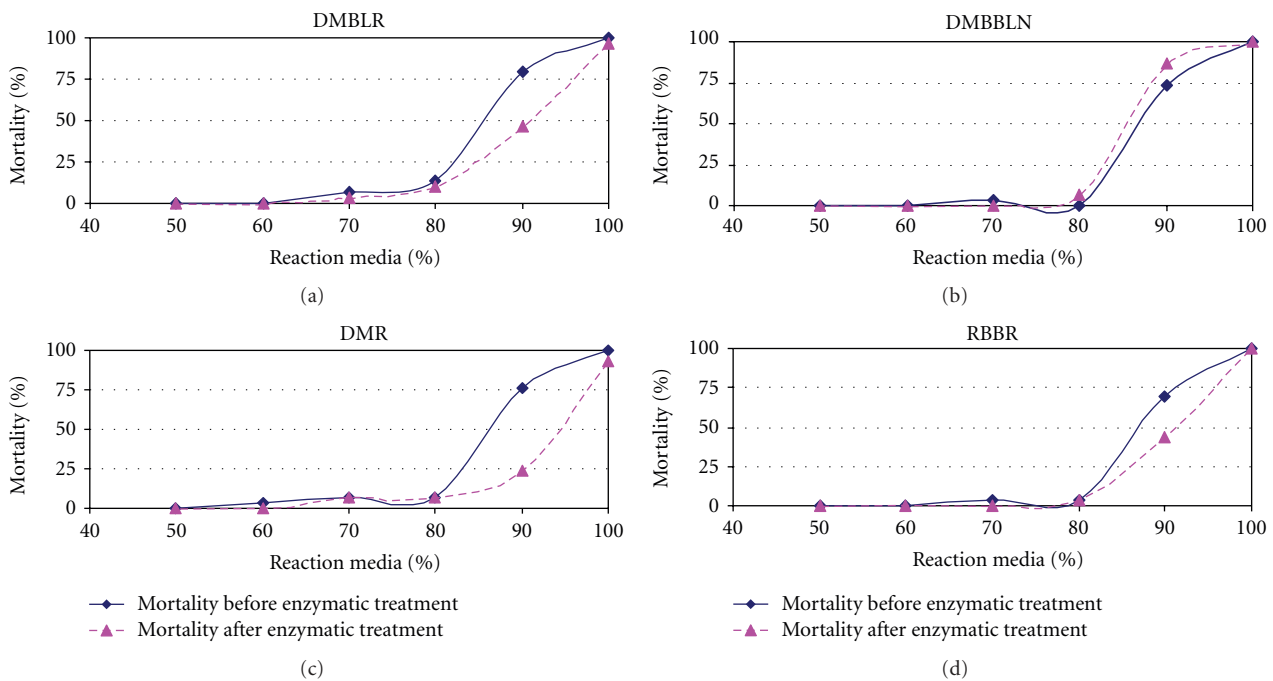 DMBLR
Mortality (%)
100
75
50
25
0
40 50 60 70 80 90 100
Reaction media (%)
(a)
DMBBLN
Mortality (%)
100
75
50
25
0
40 50 60 70 80 90 100
Reaction media (%)
(b)
DMR
Mortality (%)
100
75
50
25
0
40 50 60 70 80 90 100
Reaction media (%)
Mortality before enzymatic treatment
Mortality after enzymatic treatment
(c)
RBBR
Mortality (%)
100
75
50
25
0
40 50 60 70 80 90 100
Reaction media (%)
Mortality before enzymatic treatment
Mortality after enzymatic treatment
(d)